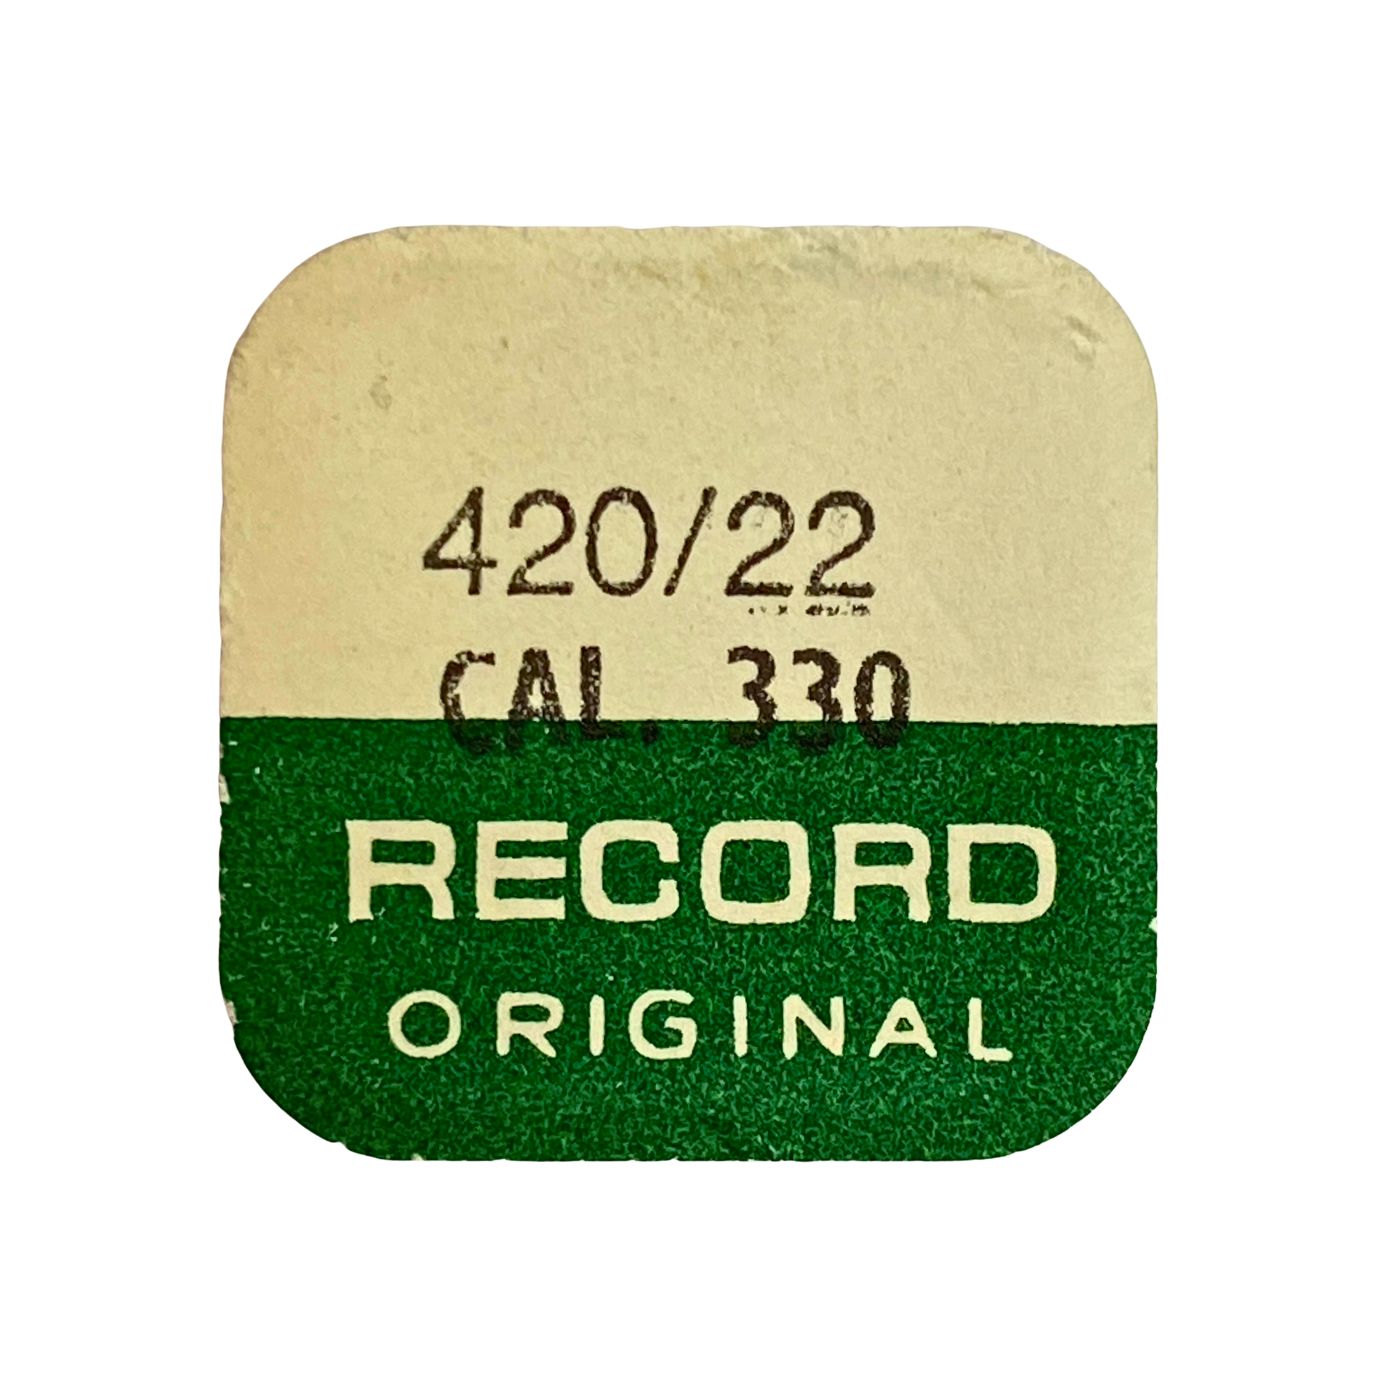 420/22
CAL. 330
RECORD
ORIGINAL